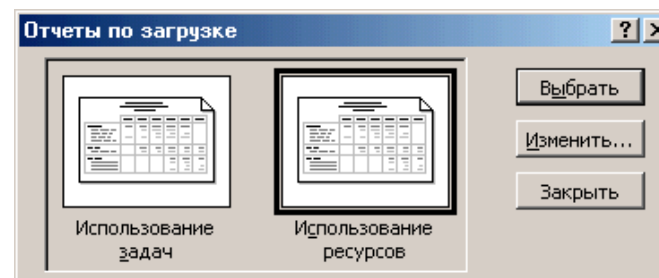 Отчеты по загрузке
Выбрать
Изменить...
Закрыть
Использование
задач
Использование
ресурсов